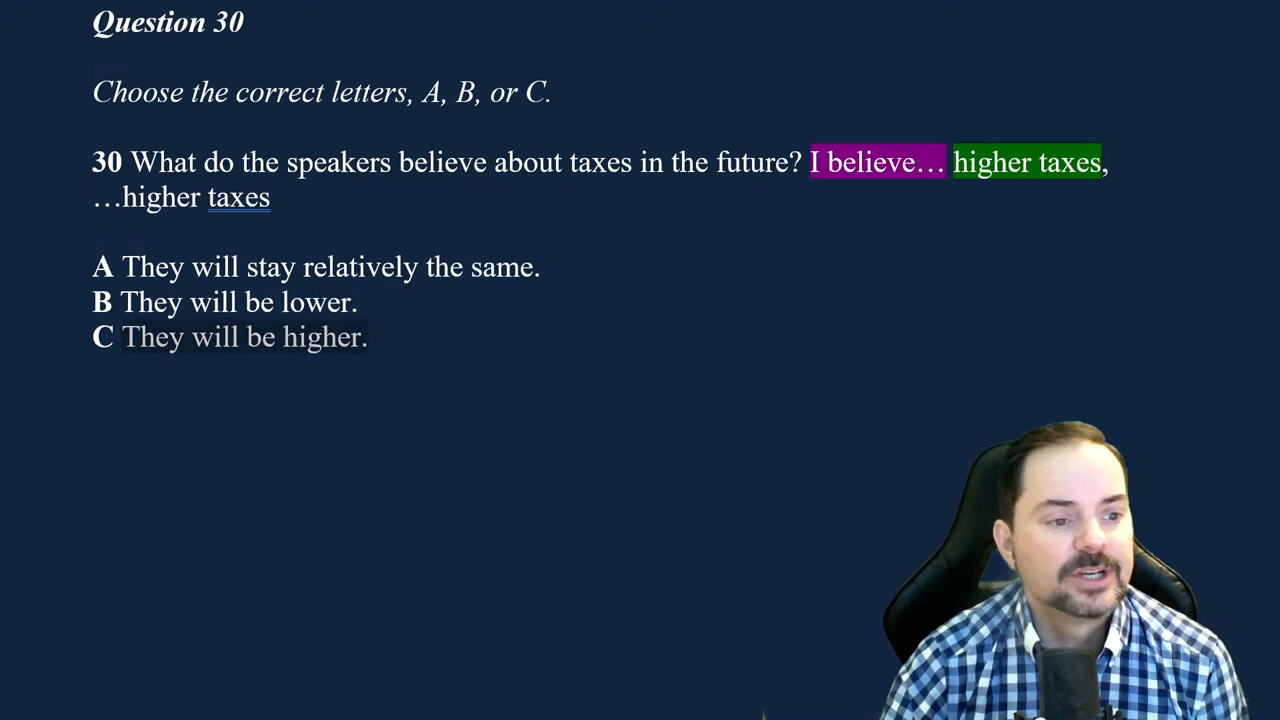 Question 30
Choose the correct letters, A, B, or C.
30 What do the speakers believe about taxes in the future? I believe… higher taxes,
…higher taxes
A They will stay relatively the same.
B They will be lower.
C They will be higher.